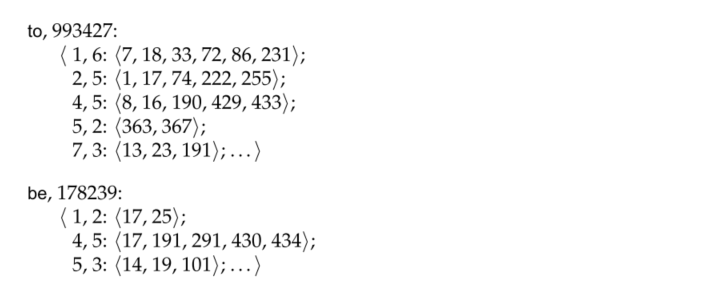 to, 993427:
⟨ 1, 6: ⟨7, 18, 33, 72, 86, 231⟩;
2, 5: ⟨1, 17, 74, 222, 255⟩;
4, 5: ⟨8, 16, 190, 429, 433⟩;
5, 2: ⟨363, 367⟩;
7, 3: ⟨13, 23, 191⟩; ... ⟩
be, 178239:
⟨ 1, 2: ⟨17, 25⟩;
4, 5: ⟨17, 191, 291, 430, 434⟩;
5, 3: ⟨14, 19, 101⟩; ... ⟩